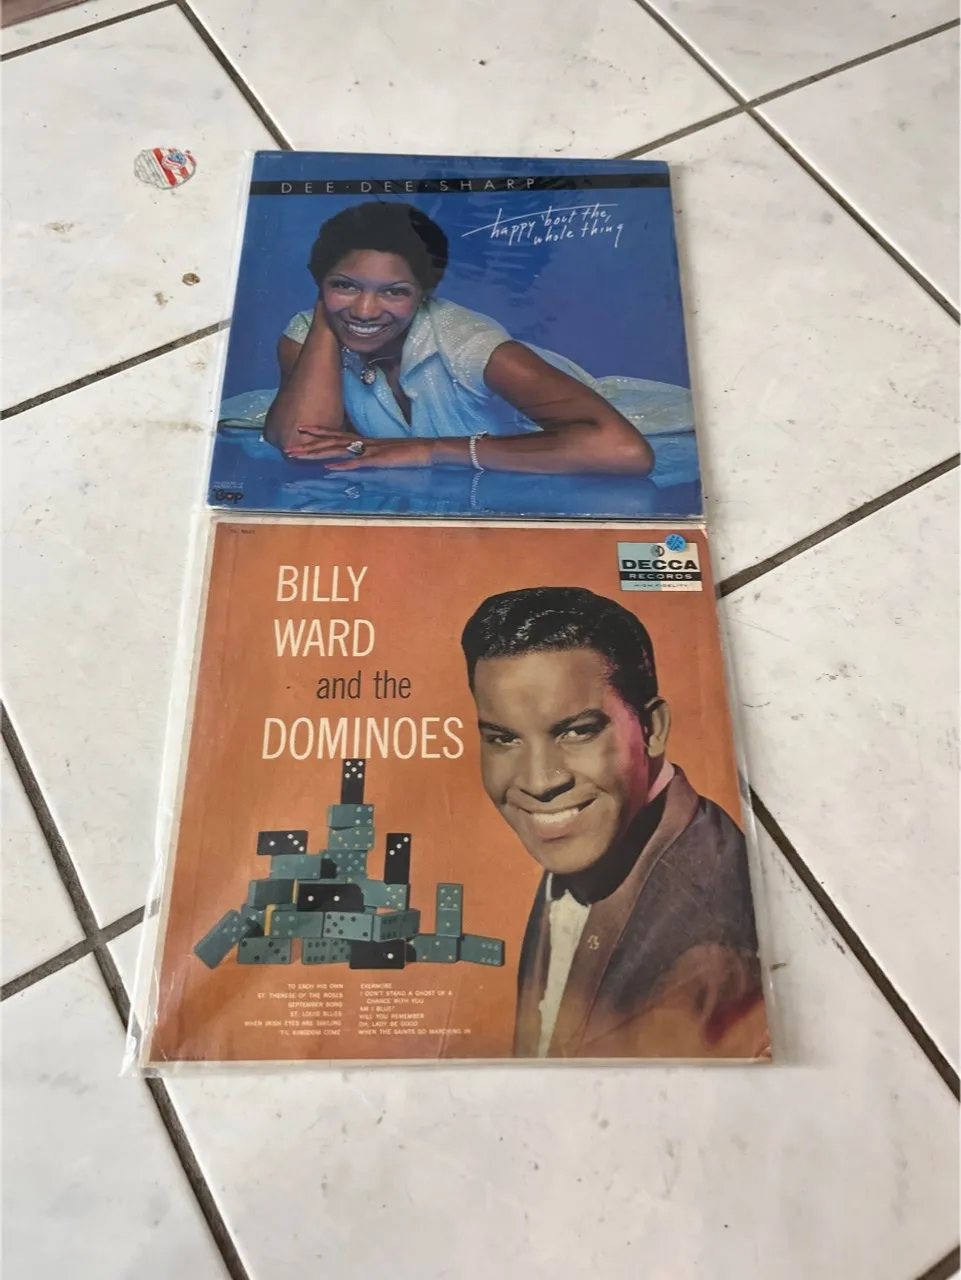 DEE·DEE·SHARP
happy 'bout the,
whole thing
Bop
BILLY
WARD
and the
DOMINOES
DECCA
RECORDS
HIGH FIDELITY
TO EACH HIS OWN
ST. THERESE OF THE ROSES
SEPTEMBER SONG
ST. LOUIS BLUES
WHEN IRISH EYES ARE SMILING
'TIL KINGDOM COME
EVERMORE
I DON'T STAND A GHOST OF A
CHANCE WITH YOU
AM I BLUE?
WILL YOU REMEMBER
OH, LADY BE GOOD
WHEN THE SAINTS GO MARCHING IN